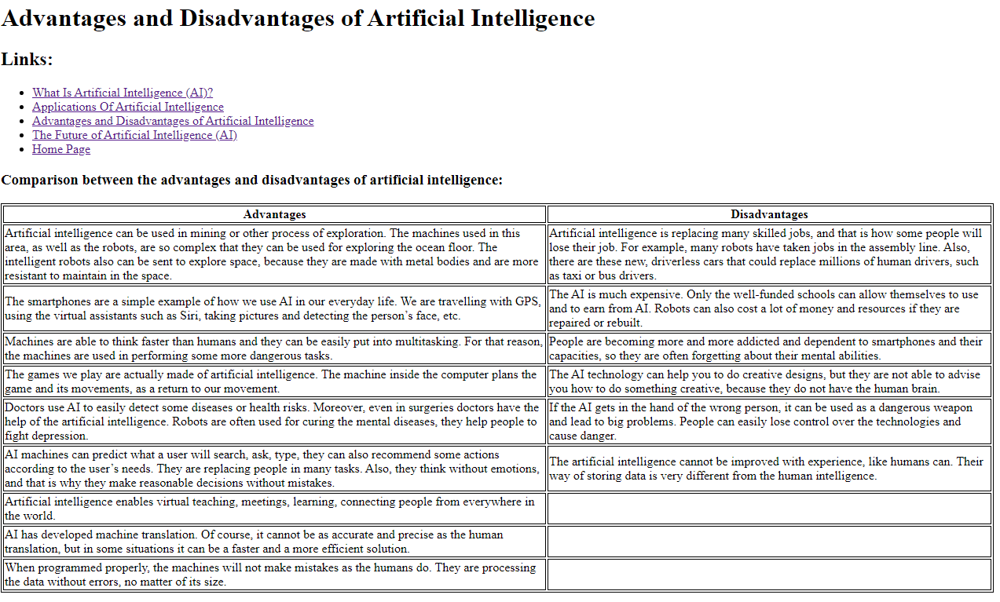 Advantages and Disadvantages of Artificial Intelligence
Links:
What Is Artificial Intelligence (AI)?
Applications Of Artificial Intelligence
Advantages and Disadvantages of Artificial Intelligence
The Future of Artificial Intelligence (AI)
Home Page
Comparison between the advantages and disadvantages of artificial intelligence:
Advantages
Disadvantages
Artificial intelligence can be used in mining or other process of exploration. The machines used in this
area, as well as the robots, are so complex that they can be used for exploring the ocean floor. The
intelligent robots also can be sent to explore space, because they are made with metal bodies and are more
resistant to maintain in the space.
Artificial intelligence is replacing many skilled jobs, and that is how some people will
lose their job. For example, many robots have taken jobs in the assembly line. Also,
there are these new, driverless cars that could replace millions of human drivers, such
as taxi or bus drivers.
The smartphones are a simple example of how we use AI in our everyday life. We are travelling with GPS,
using the virtual assistants such as Siri, taking pictures and detecting the person’s face, etc.
The AI is much expensive. Only the well-funded schools can allow themselves to use
and to earn from AI. Robots can also cost a lot of money and resources if they are
repaired or rebuilt.
Machines are able to think faster than humans and they can be easily put into multitasking. For that reason,
the machines are used in performing some more dangerous tasks.
People are becoming more and more addicted and dependent to smartphones and their
capacities, so they are often forgetting about their mental abilities.
The games we play are actually made of artificial intelligence. The machine inside the computer plans the
game and its movements, as a return to our movement.
The AI technology can help you to do creative designs, but they are not able to advise
you how to do something creative, because they do not have the human brain.
Doctors use AI to easily detect some diseases or health risks. Moreover, even in surgeries doctors have the
help of the artificial intelligence. Robots are often used for curing the mental diseases, they help people to
fight depression.
If the AI gets in the hand of the wrong person, it can be used as a dangerous weapon
and lead to big problems. People can easily lose control over the technologies and
cause danger.
AI machines can predict what a user will search, ask, type, they can also recommend some actions
according to the user’s needs. They are replacing people in many tasks. Also, they think without emotions,
and that is why they make reasonable decisions without mistakes.
The artificial intelligence cannot be improved with experience, like humans can. Their
way of storing data is very different from the human intelligence.
Artificial intelligence enables virtual teaching, meetings, learning, connecting people from everywhere in
the world.
AI has developed machine translation. Of course, it cannot be as accurate and precise as the human
translation, but in some situations it can be a faster and a more efficient solution.
When programmed properly, the machines will not make mistakes as the humans do. They are processing
the data without errors, no matter of its size.